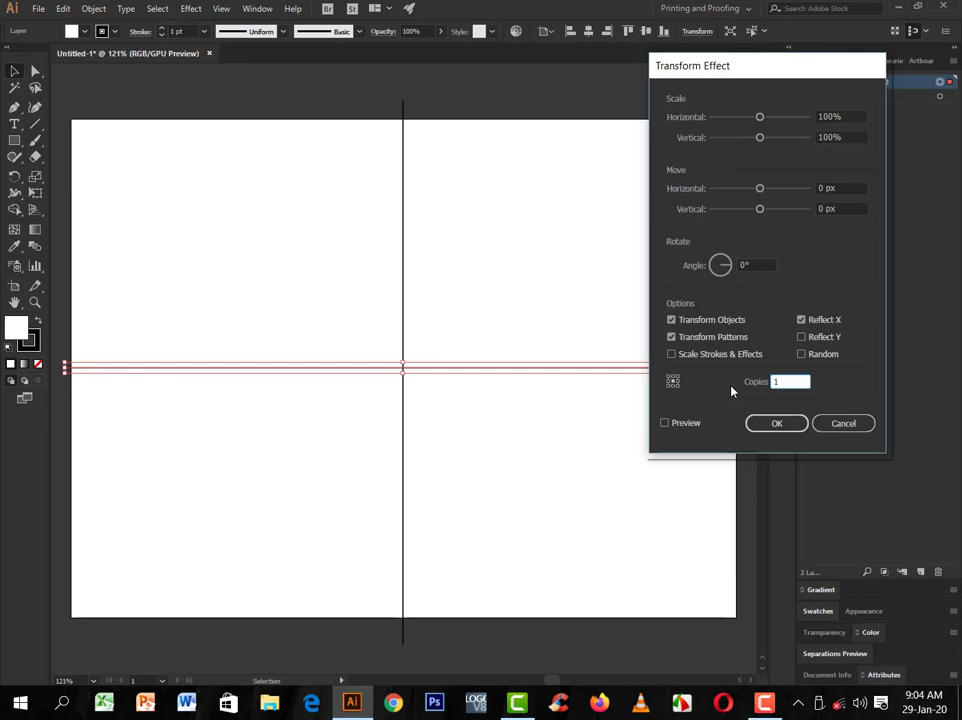 Ai File Edit Object Type Select Effect View Window Help Br St Printing and Proofing Search Adobe Stock
Layer Stroke: 1 pt Uniform Basic Opacity: 100% Style: Transform
Untitled-1* @ 121% (RGB/GPU Preview) ×
Transform Effect
Artboar
Scale
Horizontal: 100%
Vertical: 100%
Move
Horizontal: 0 px
Vertical: 0 px
Rotate
Angle: 0°
Options
Transform Objects Reflect X
Transform Patterns Reflect Y
Scale Strokes & Effects Random
Copies 1
Preview OK Cancel
2 La...
Gradient
Swatches Appearance
Transparency Color
Separations Preview
Document Info Attributes
121% 1 Selection
9:04 AM
29-Jan-20